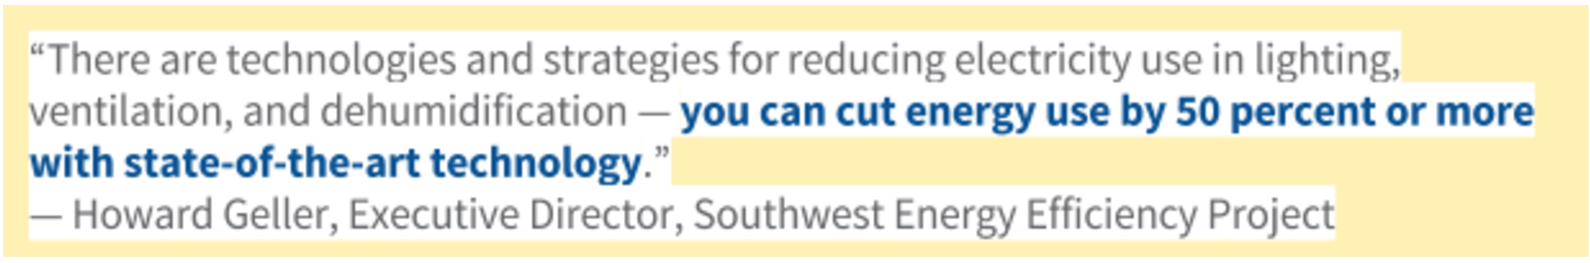 “There are technologies and strategies for reducing electricity use in lighting,
ventilation, and dehumidification — you can cut energy use by 50 percent or more
with state-of-the-art technology.”
— Howard Geller, Executive Director, Southwest Energy Efficiency Project